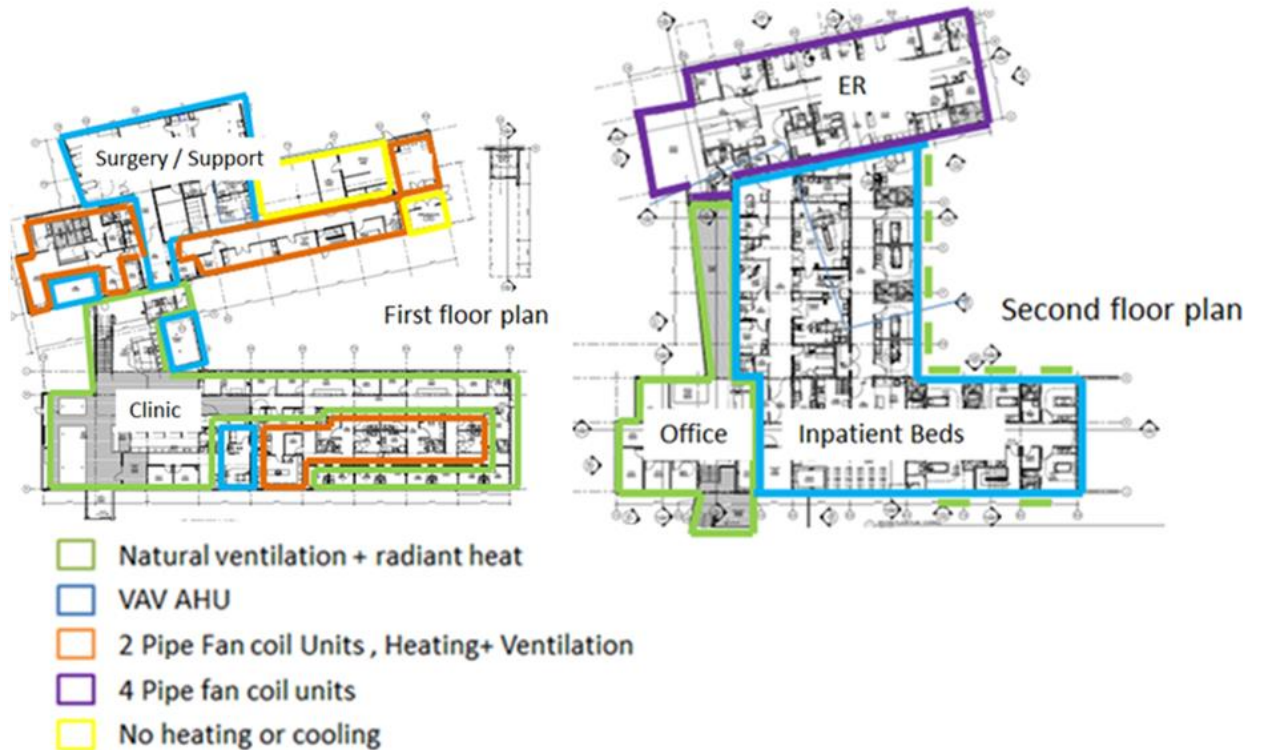 ER
Surgery / Support
First floor plan
Second floor plan
Clinic
Office
Inpatient Beds
Natural ventilation + radiant heat
VAV AHU
2 Pipe Fan coil Units , Heating+ Ventilation
4 Pipe fan coil units
No heating or cooling